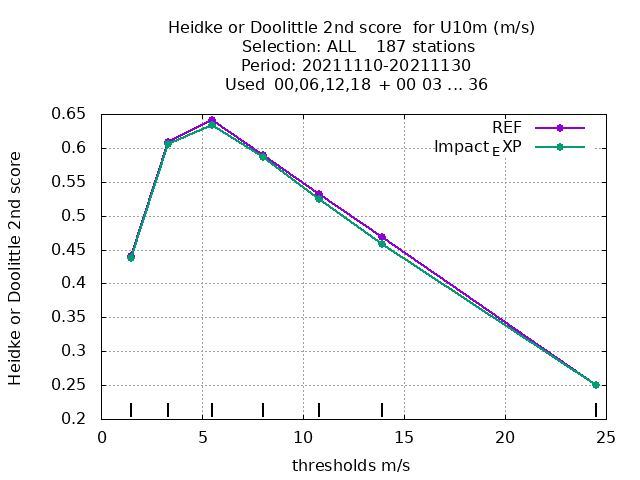 Heidke or Doolittle 2nd score  for U10m (m/s)
Selection: ALL    187 stations
Period: 20211110-20211130
Used  00,06,12,18  + 00 03 ... 36
REF
Impact_EXP
Heidke or Doolittle 2nd score
0.65
0.6
0.55
0.5
0.45
0.4
0.35
0.3
0.25
0.2
0 5 10 15 20 25
thresholds m/s